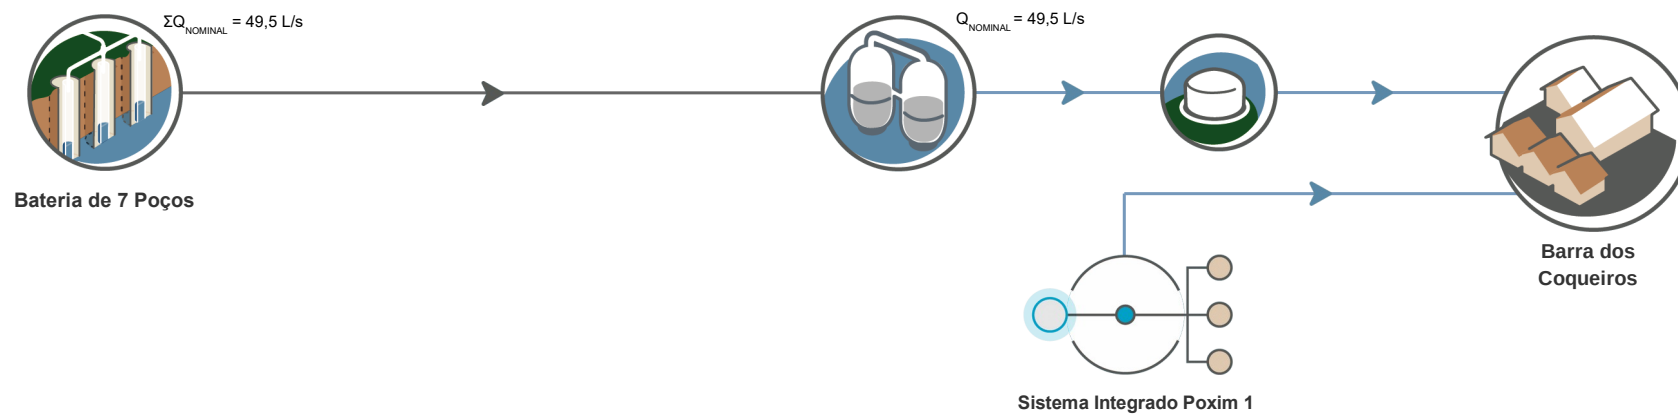 ΣQNOMINAL = 49,5 L/s
QNOMINAL = 49,5 L/s
Bateria de 7 Poços
Barra dos
Coqueiros
Sistema Integrado Poxim 1